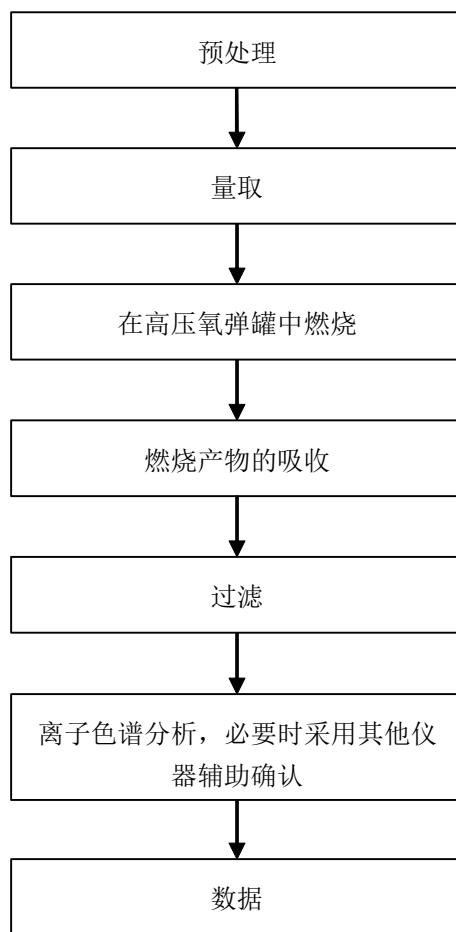 预处理
量取
在高压氧弹罐中燃烧
燃烧产物的吸收
过滤
离子色谱分析，必要时采用其他仪
器辅助确认
数据